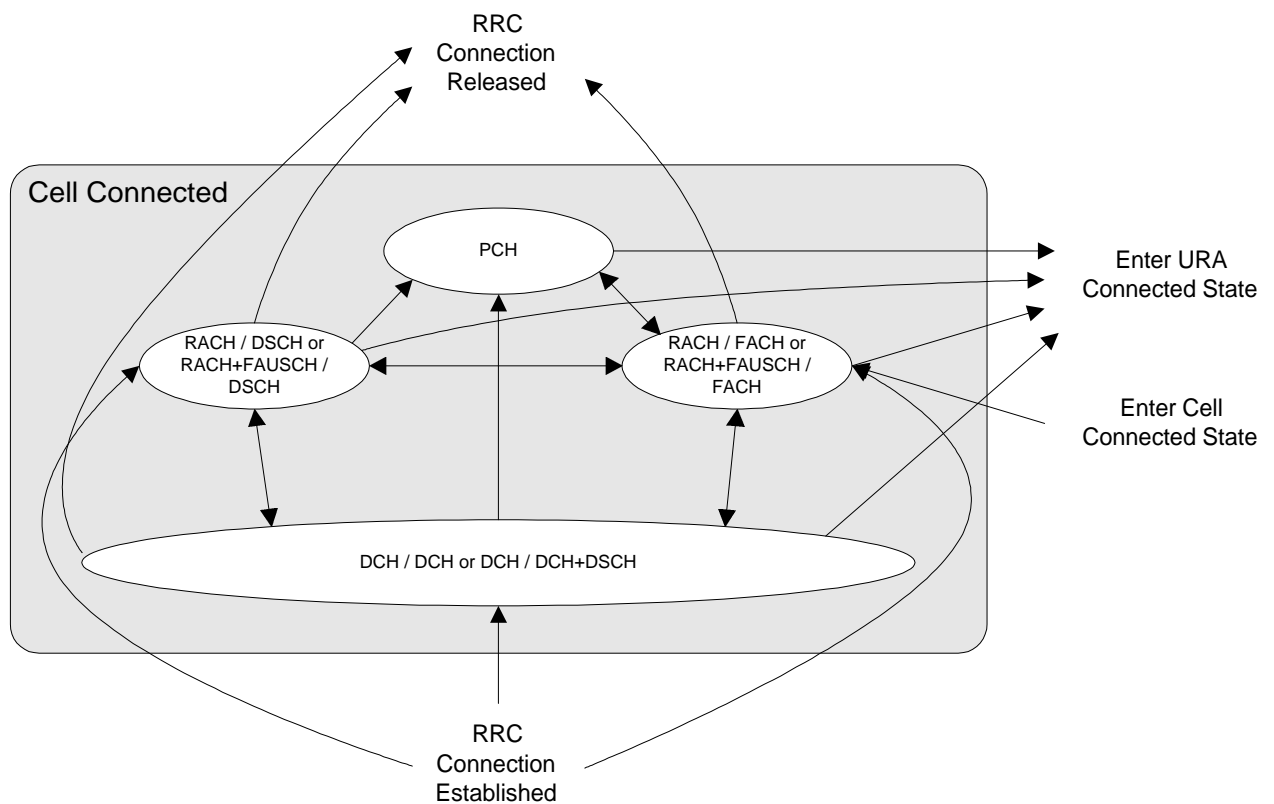 RRC
Connection
Released
Cell Connected
PCH
Enter URA
Connected State
RACH / DSCH or
RACH+FAUSCH /
DSCH
RACH / FACH or
RACH+FAUSCH /
FACH
Enter Cell
Connected State
DCH / DCH or DCH / DCH+DSCH
RRC
Connection
Established